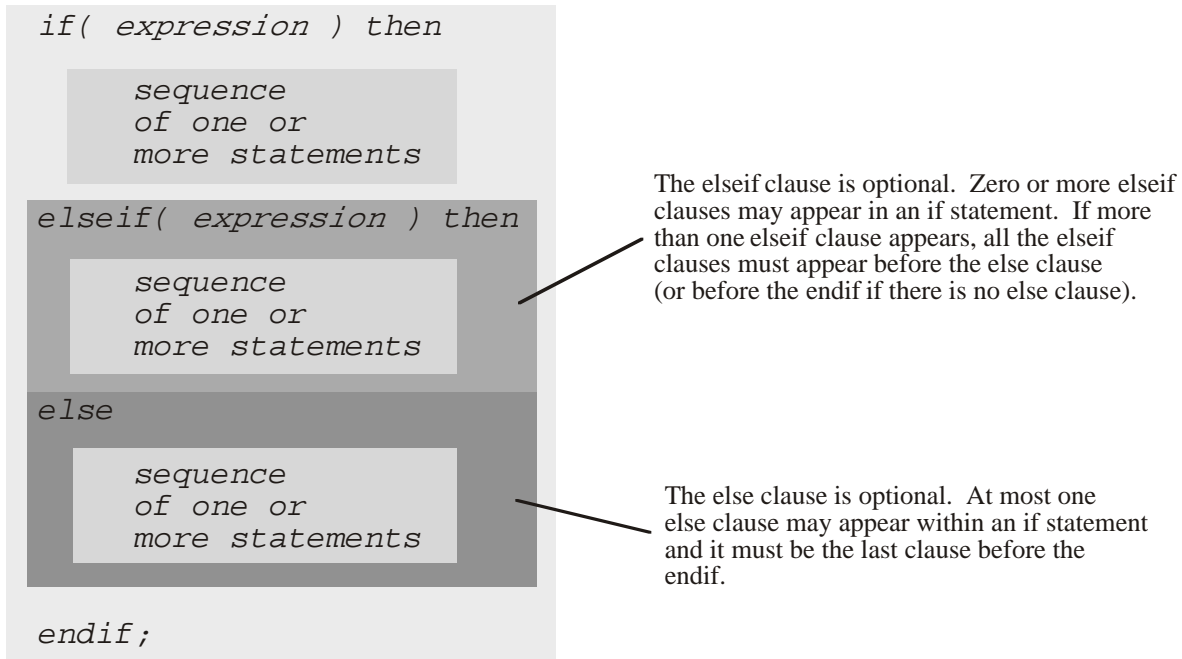 if( expression ) then
sequence
of one or
more statements
elseif( expression ) then
sequence
of one or
more statements
else
sequence
of one or
more statements
endif;
The elseif clause is optional.  Zero or more elseif
clauses may appear in an if statement.  If more
than one elseif clause appears, all the elseif
clauses must appear before the else clause
(or before the endif if there is no else clause).
The else clause is optional.  At most one
else clause may appear within an if statement
and it must be the last clause before the
endif.